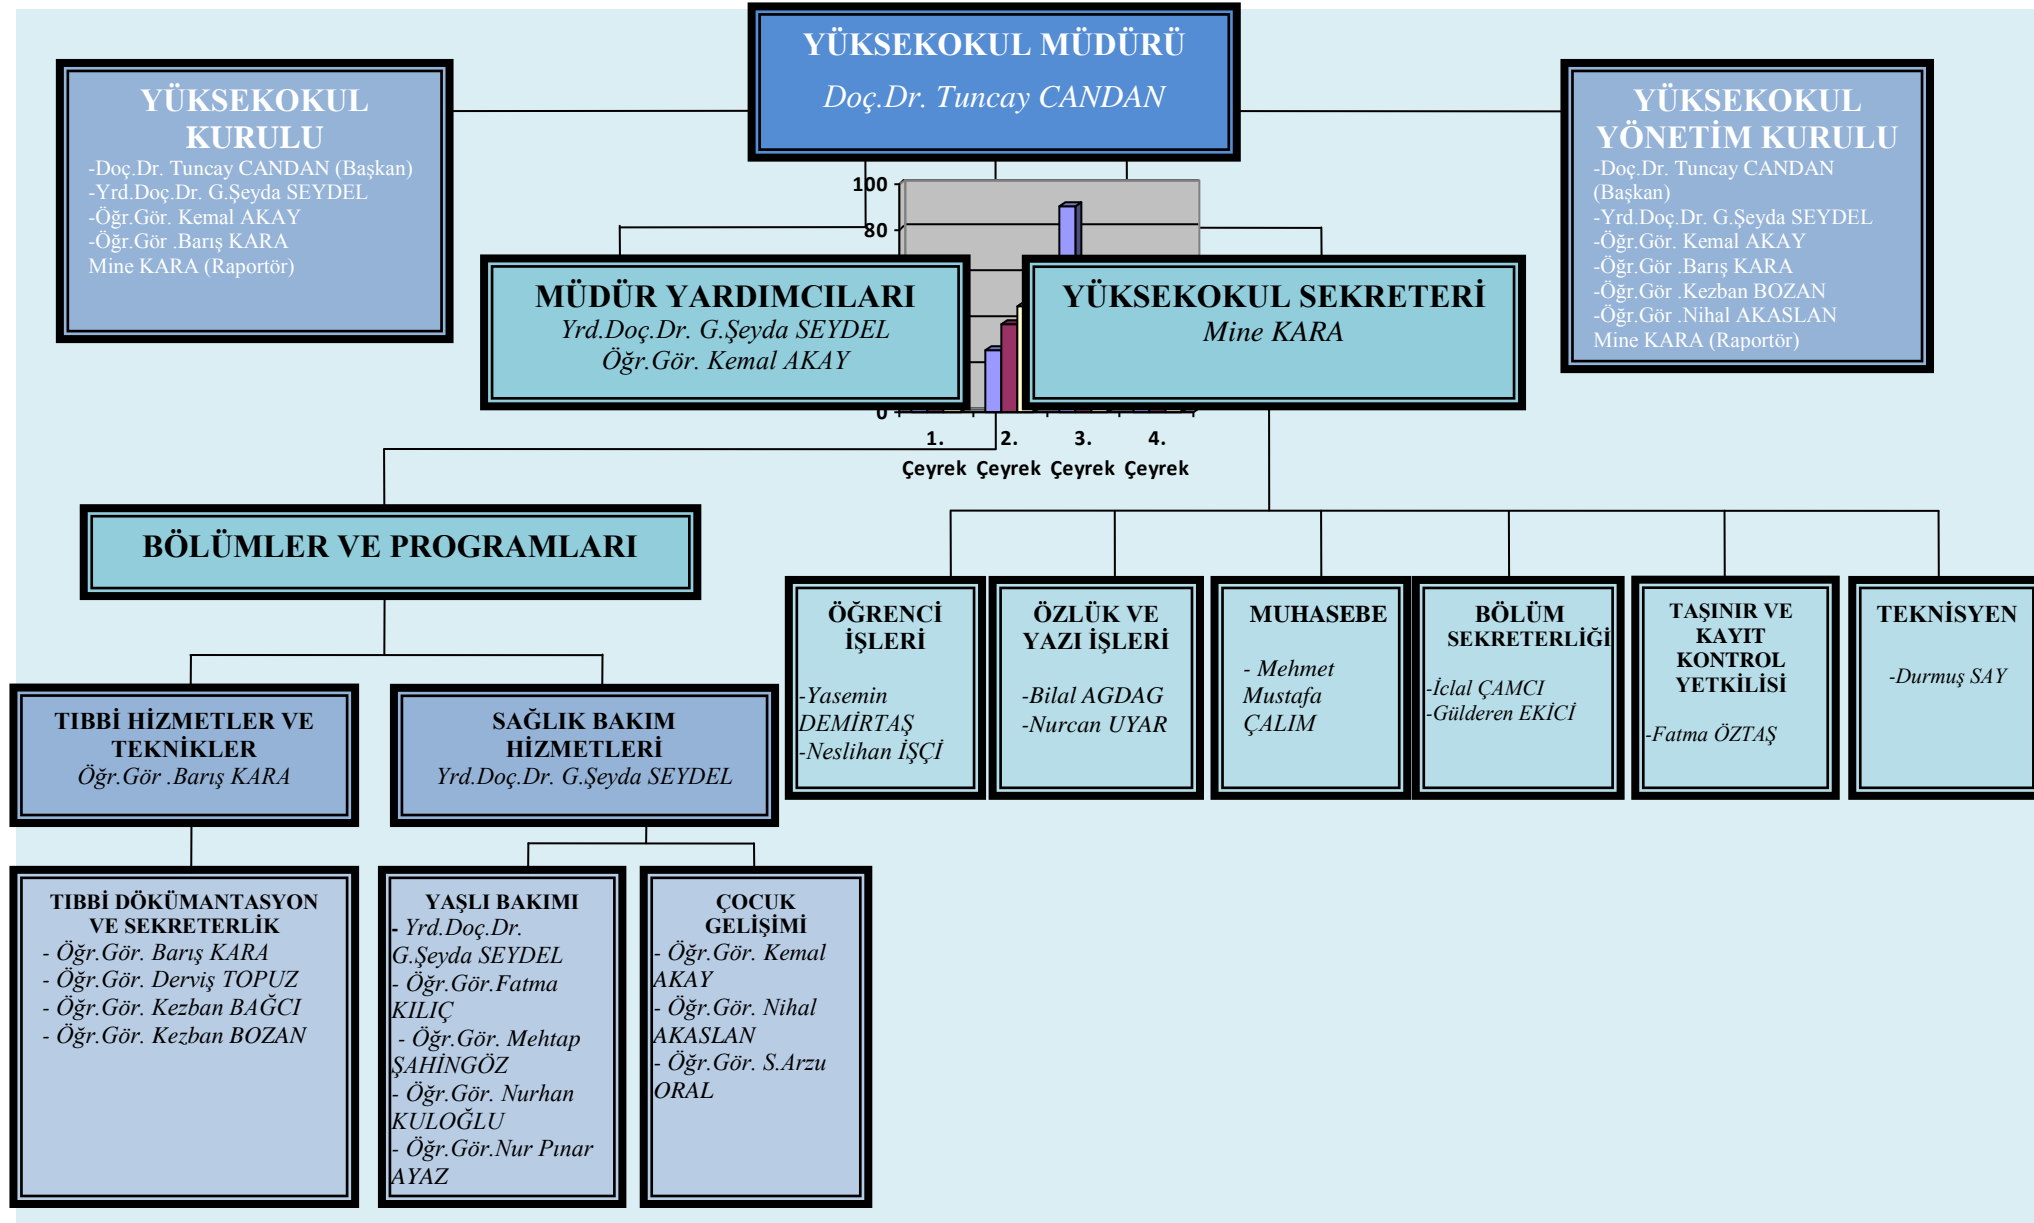 YÜKSEKOKUL MÜDÜRÜ
Doç.Dr. Tuncay CANDAN
YÜKSEKOKUL
KURULU
-Doç.Dr. Tuncay CANDAN (Başkan)
-Yrd.Doç.Dr. G.Şeyda SEYDEL
-Öğr.Gör. Kemal AKAY
-Öğr.Gör .Barış KARA
Mine KARA (Raportör)
YÜKSEKOKUL
YÖNETİM KURULU
-Doç.Dr. Tuncay CANDAN
(Başkan)
-Yrd.Doç.Dr. G.Şeyda SEYDEL
-Öğr.Gör. Kemal AKAY
-Öğr.Gör .Barış KARA
-Öğr.Gör .Kezban BOZAN
-Öğr.Gör .Nihal AKASLAN
Mine KARA (Raportör)
100
80
0
1.
Çeyrek
2.
Çeyrek
3.
Çeyrek
4.
Çeyrek
MÜDÜR YARDIMCILARI
Yrd.Doç.Dr. G.Şeyda SEYDEL
Öğr.Gör. Kemal AKAY
YÜKSEKOKUL SEKRETERİ
Mine KARA
BÖLÜMLER VE PROGRAMLARI
ÖĞRENCİ
İŞLERİ
-Yasemin
DEMİRTAŞ
-Neslihan İŞÇİ
ÖZLÜK VE
YAZI İŞLERİ
-Bilal AGDAG
-Nurcan UYAR
MUHASEBE
- Mehmet
Mustafa
ÇALIM
BÖLÜM
SEKRETERLİĞİ
-İclal ÇAMCI
-Gülderen EKİCİ
TAŞINIR VE
KAYIT
KONTROL
YETKİLİSİ
-Fatma ÖZTAŞ
TEKNİSYEN
-Durmuş SAY
TIBBİ HİZMETLER VE
TEKNİKLER
Öğr.Gör .Barış KARA
SAĞLIK BAKIM
HİZMETLERİ
Yrd.Doç.Dr. G.Şeyda SEYDEL
TIBBİ DÖKÜMANTASYON
VE SEKRETERLİK
- Öğr.Gör. Barış KARA
- Öğr.Gör. Derviş TOPUZ
- Öğr.Gör. Kezban BAĞCI
- Öğr.Gör. Kezban BOZAN
YAŞLI BAKIMI
- Yrd.Doç.Dr.
G.Şeyda SEYDEL
- Öğr.Gör.Fatma
KILIÇ
- Öğr.Gör. Mehtap
ŞAHİNGÖZ
- Öğr.Gör. Nurhan
KULOĞLU
- Öğr.Gör.Nur Pınar
AYAZ
ÇOCUK
GELİŞİMİ
- Öğr.Gör. Kemal
AKAY
- Öğr.Gör. Nihal
AKASLAN
- Öğr.Gör. S.Arzu
ORAL